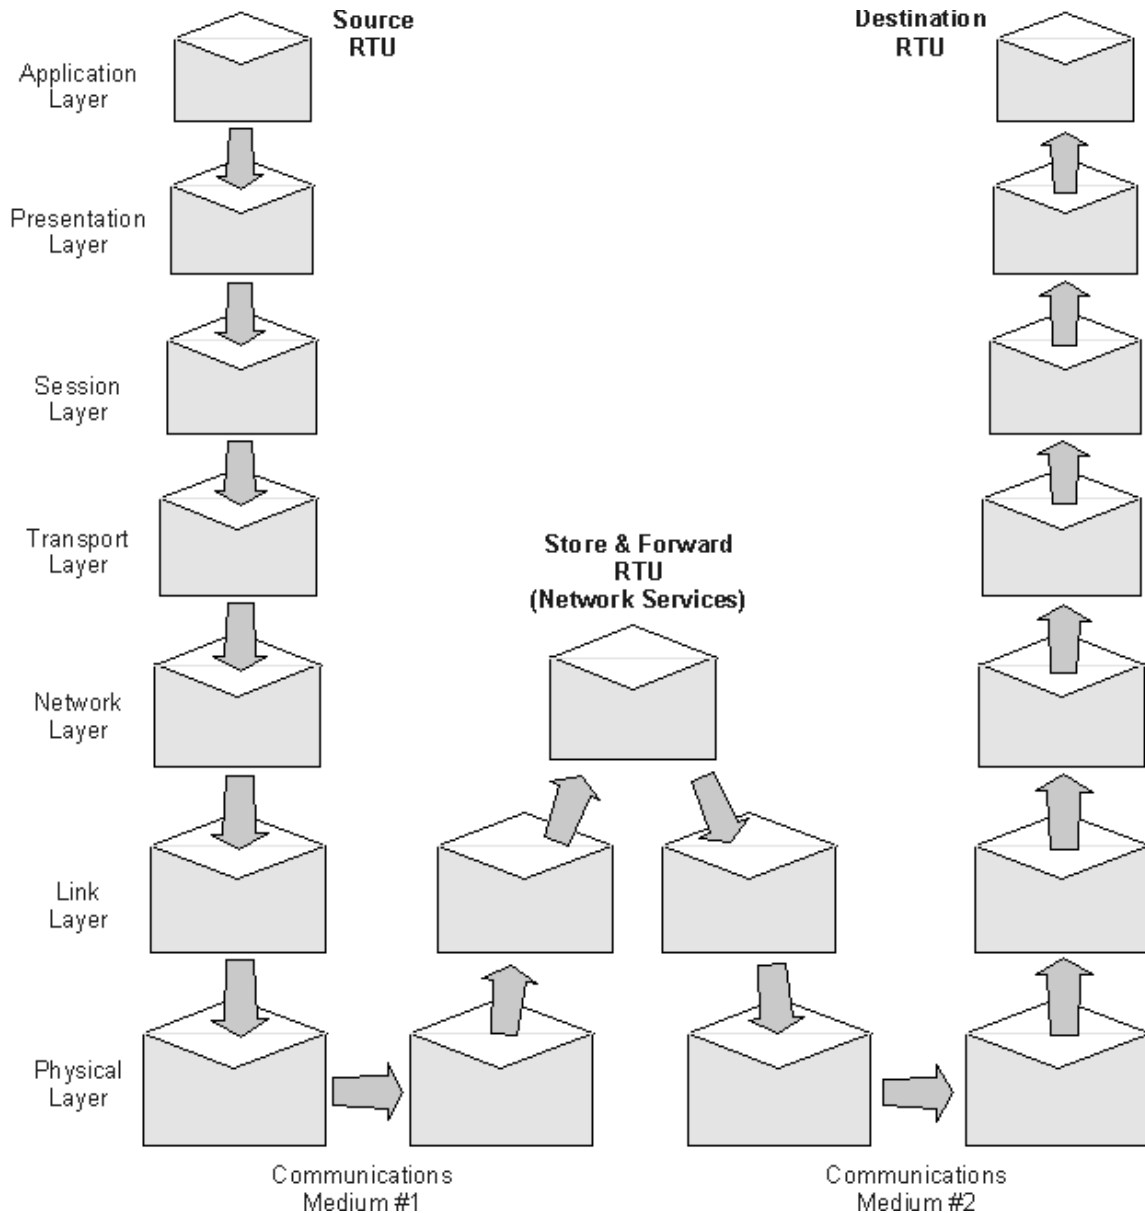 Source
RTU
Destination
RTU
Application
Layer
Presentation
Layer
Session
Layer
Transport
Layer
Store & Forward
RTU
(Network Services)
Network
Layer
Link
Layer
Physical
Layer
Communications
Medium #1
Communications
Medium #2